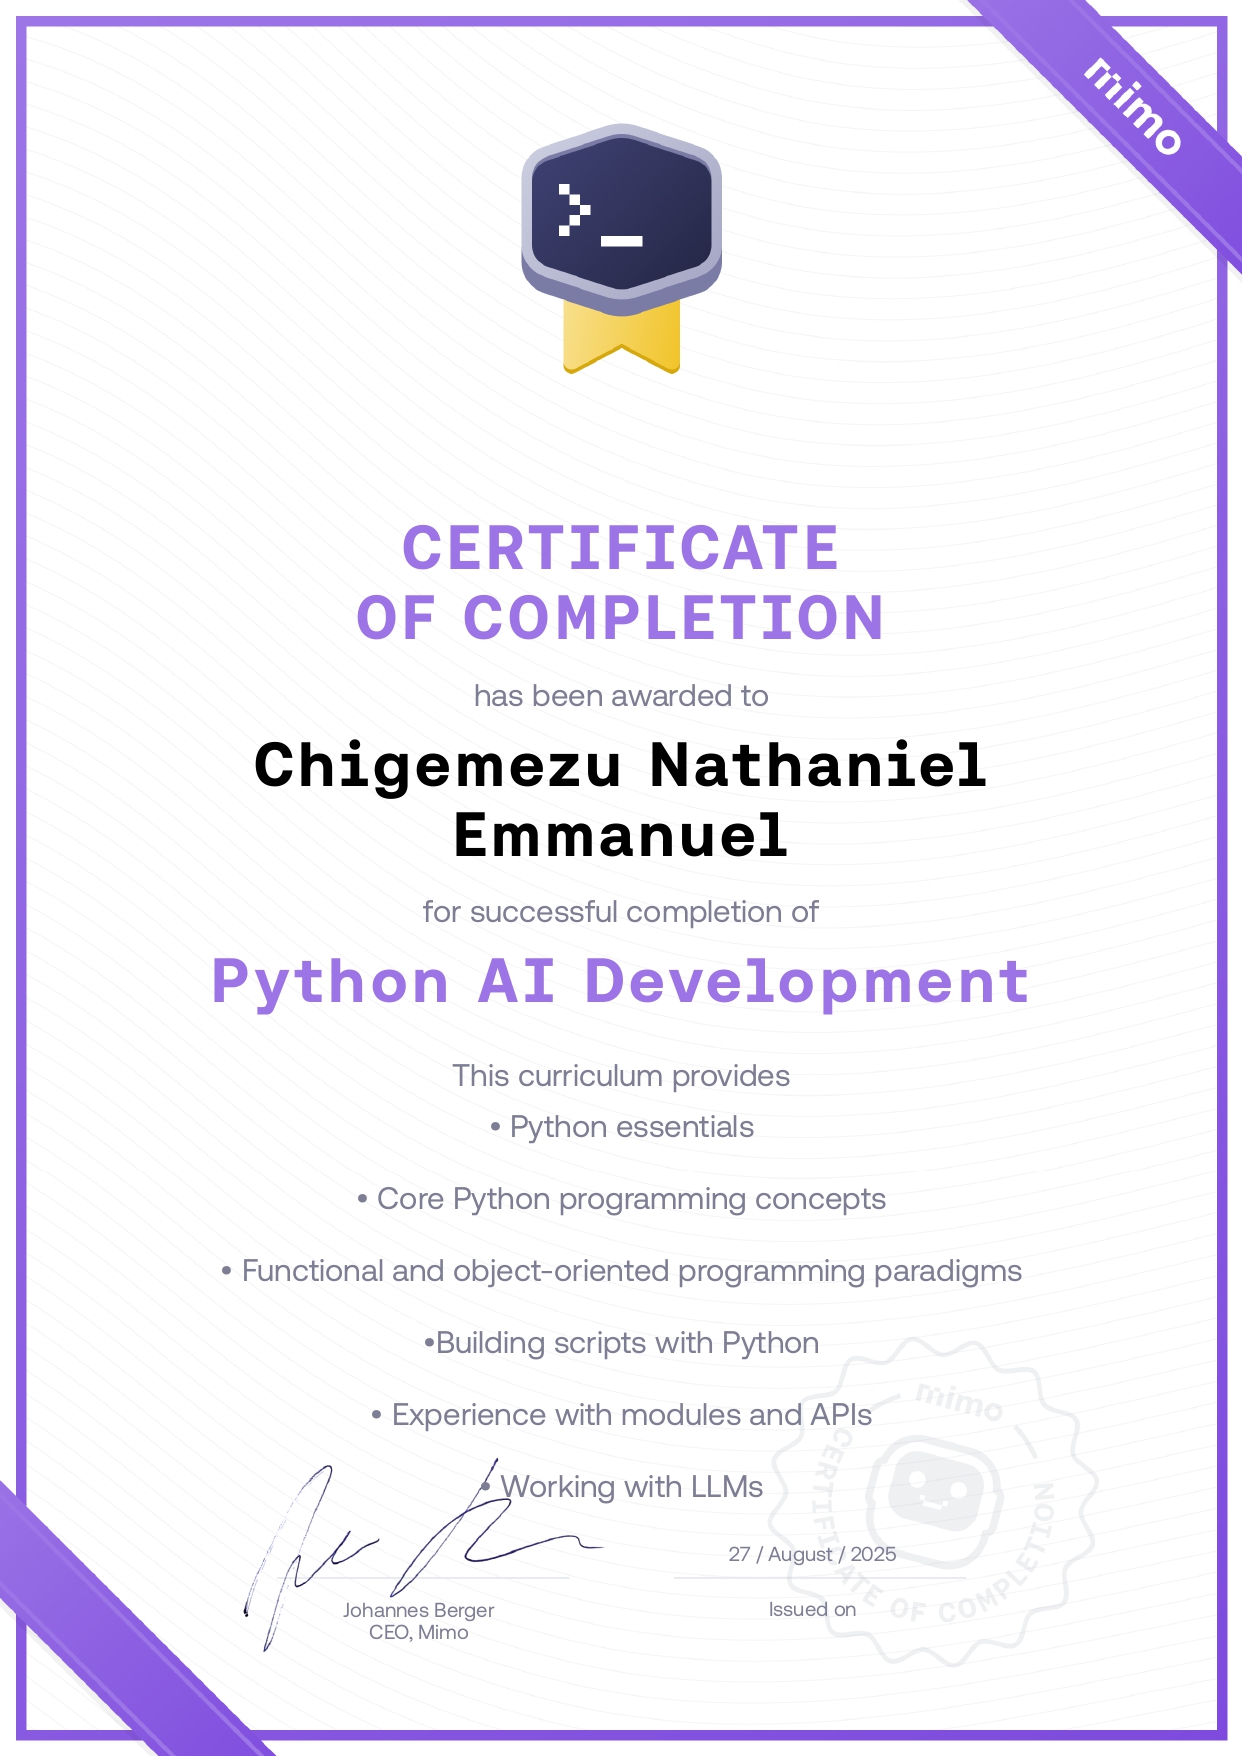 mimo
>_
CERTIFICATE
OF COMPLETION
has been awarded to
Chigemezu Nathaniel
Emmanuel
for successful completion of
Python AI Development
This curriculum provides
• Python essentials
• Core Python programming concepts
• Functional and object-oriented programming paradigms
•Building scripts with Python
• Experience with modules and APIs
• Working with LLMs
mimo
CERTIFICATE OF COMPLETION
27 / August / 2025
Johannes Berger
CEO, Mimo
Issued on